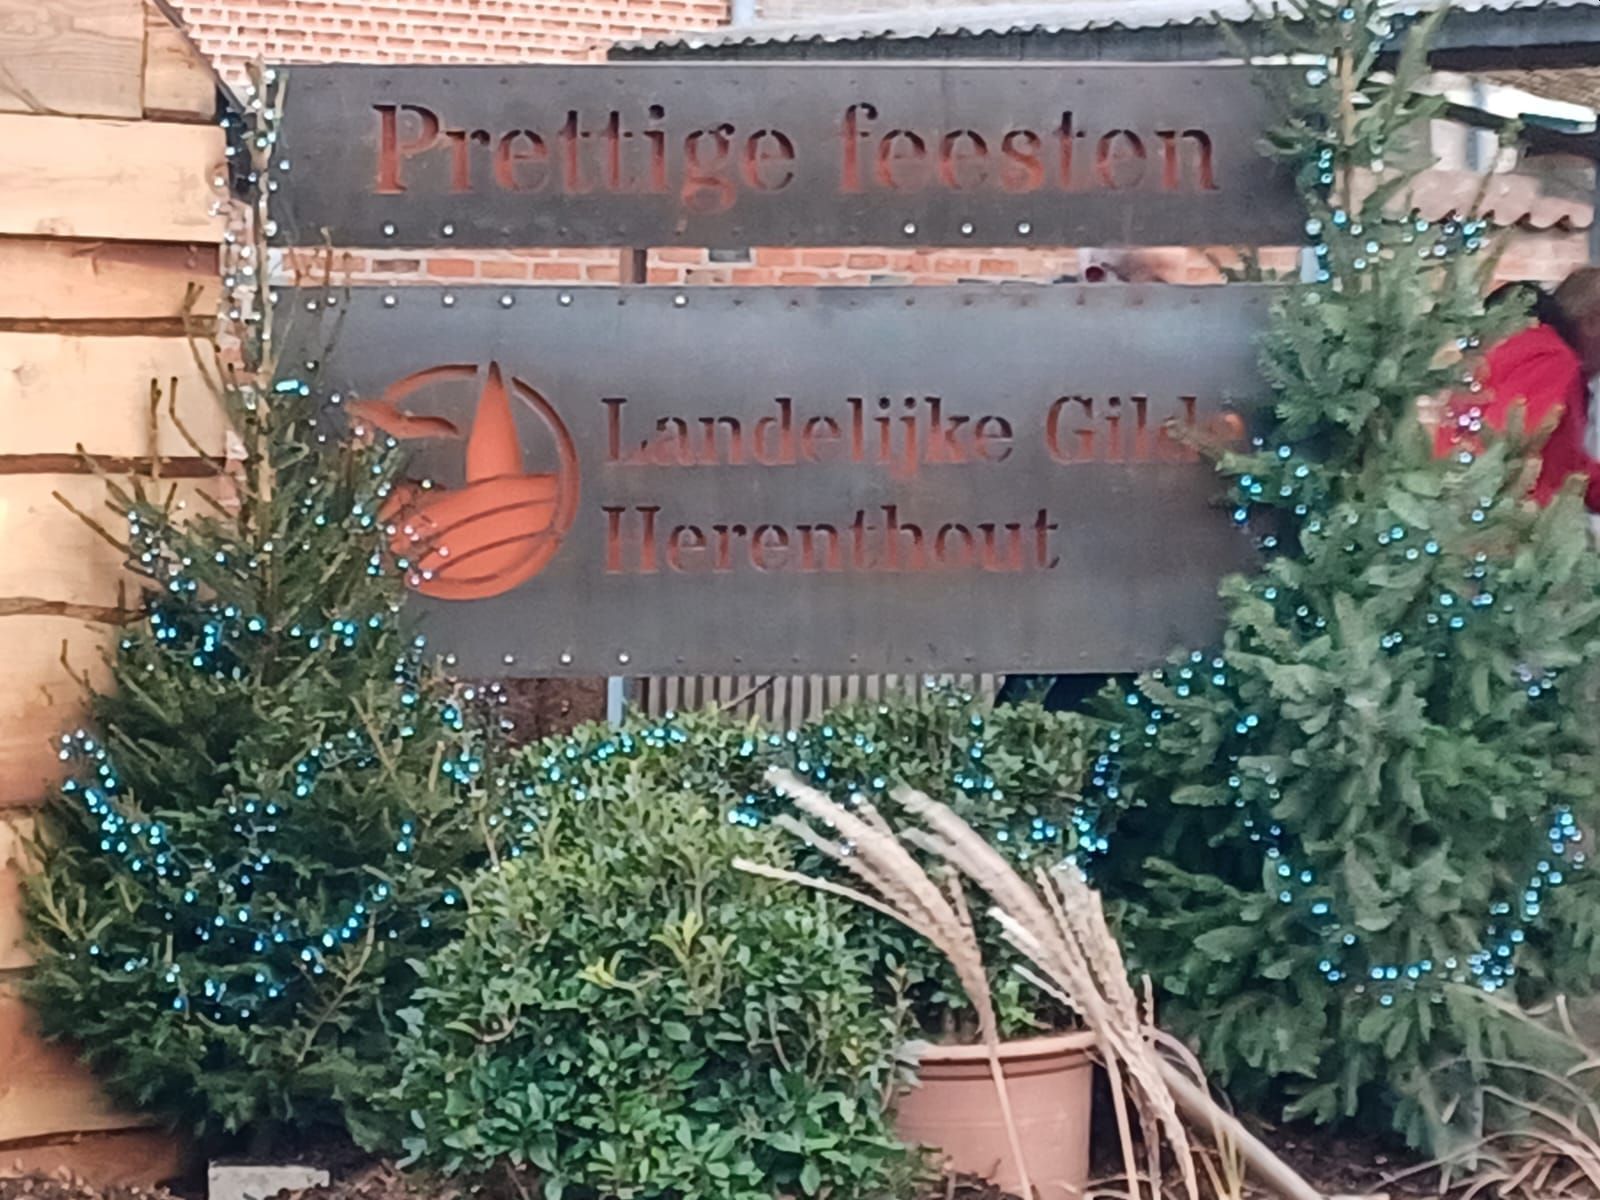 Prettige feesten
Landelijke Gilde
Herenthout